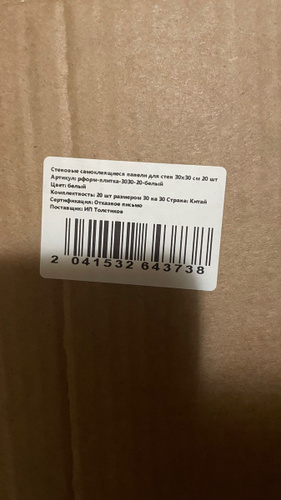 Стеновые самоклеящиеся панели для стен 30х30 см 20 шт
Артикул: рформ-плитка-3030-20-белый
Цвет: белый
Комплектность: 20 шт размером 30 на 30 Страна: Китай
Сертификация: Отказное письмо
Поставщик: ИП Толстиков
2 041532 643738